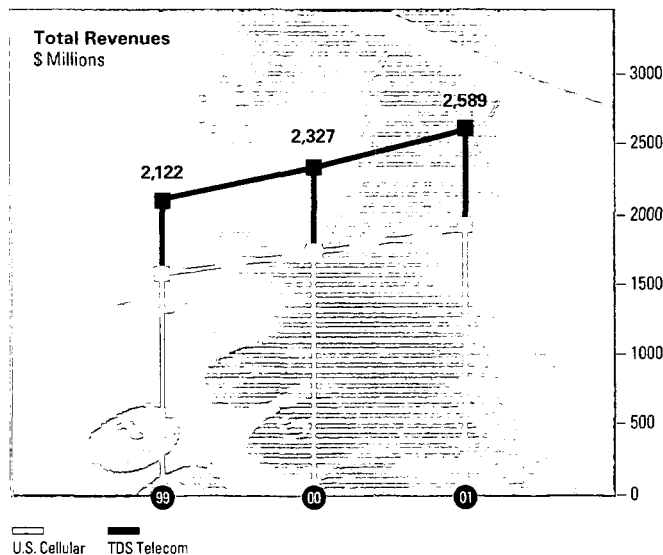 Total Revenues
$ Millions
3000
2,589
2,327
2500
2,122
2000
1500
1000
500
0
99 00 01
U.S. Cellular TDS Telecom